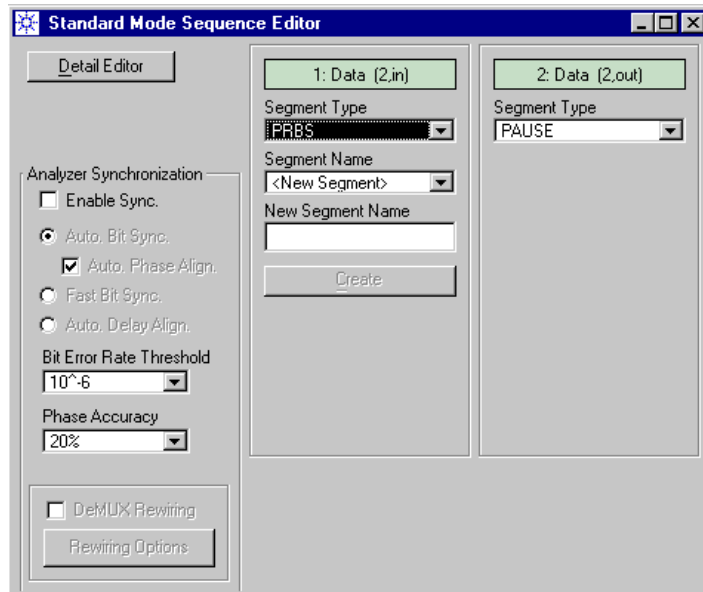 Standard Mode Sequence Editor
Detail Editor
Analyzer Synchronization
Enable Sync.
Auto. Bit Sync.
Auto. Phase Align.
Fast Bit Sync.
Auto. Delay Align.
Bit Error Rate Threshold
10^-6
Phase Accuracy
20%
DeMUX Rewiring
Rewiring Options
1: Data (2,in)
Segment Type
PRBS
Segment Name
<New Segment>
New Segment Name
Create
2: Data (2,out)
Segment Type
PAUSE